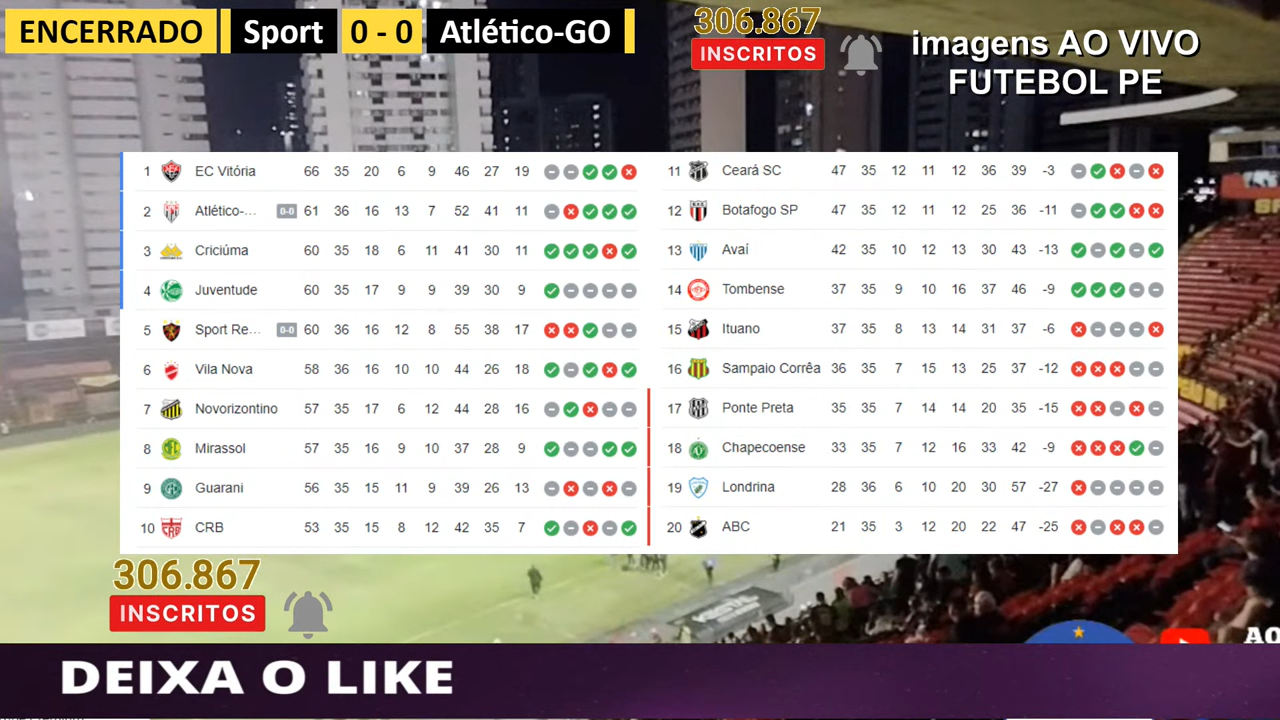 ENCERRADO Sport 0 - 0 Atlético-GO
306.867
INSCRITOS
imagens AO VIVO
FUTEBOL PE
1 EC Vitória 66 35 20 6 9 46 27 19
2 Atlético-... 0-0 61 36 16 13 7 52 41 11
3 Criciúma 60 35 18 6 11 41 30 11
4 Juventude 60 35 17 9 9 39 30 9
5 Sport Re... 0-0 60 36 16 12 8 55 38 17
6 Vila Nova 58 36 16 10 10 44 26 18
7 Novorizontino 57 35 17 6 12 44 28 16
8 Mirassol 57 35 16 9 10 37 28 9
9 Guarani 56 35 15 11 9 39 26 13
10 CRB 53 35 15 8 12 42 35 7
11 Ceará SC 47 35 12 11 12 36 39 -3
12 Botafogo SP 47 35 12 11 12 25 36 -11
13 Avaí 42 35 10 12 13 30 43 -13
14 Tombense 37 35 9 10 16 37 46 -9
15 Ituano 37 35 8 13 14 31 37 -6
16 Sampaio Corrêa 36 35 7 15 13 25 37 -12
17 Ponte Preta 35 35 7 14 14 20 35 -15
18 Chapecoense 33 35 7 12 16 33 42 -9
19 Londrina 28 36 6 10 20 30 57 -27
20 ABC 21 35 3 12 20 22 47 -25
306.867
INSCRITOS
AO
DEIXA O LIKE